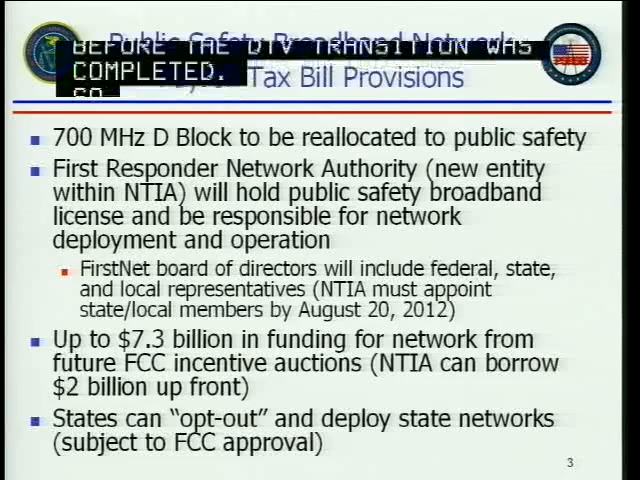 Public Safety Broadband Network
BEFORE THE DTV TRANSITION WAS
COMPLETED.
Tax Bill Provisions
700 MHz D Block to be reallocated to public safety
First Responder Network Authority (new entity
within NTIA) will hold public safety broadband
license and be responsible for network
deployment and operation
FirstNet board of directors will include federal, state,
and local representatives (NTIA must appoint
state/local members by August 20, 2012)
Up to $7.3 billion in funding for network from
future FCC incentive auctions (NTIA can borrow
$2 billion up front)
States can “opt-out” and deploy state networks
(subject to FCC approval)
3